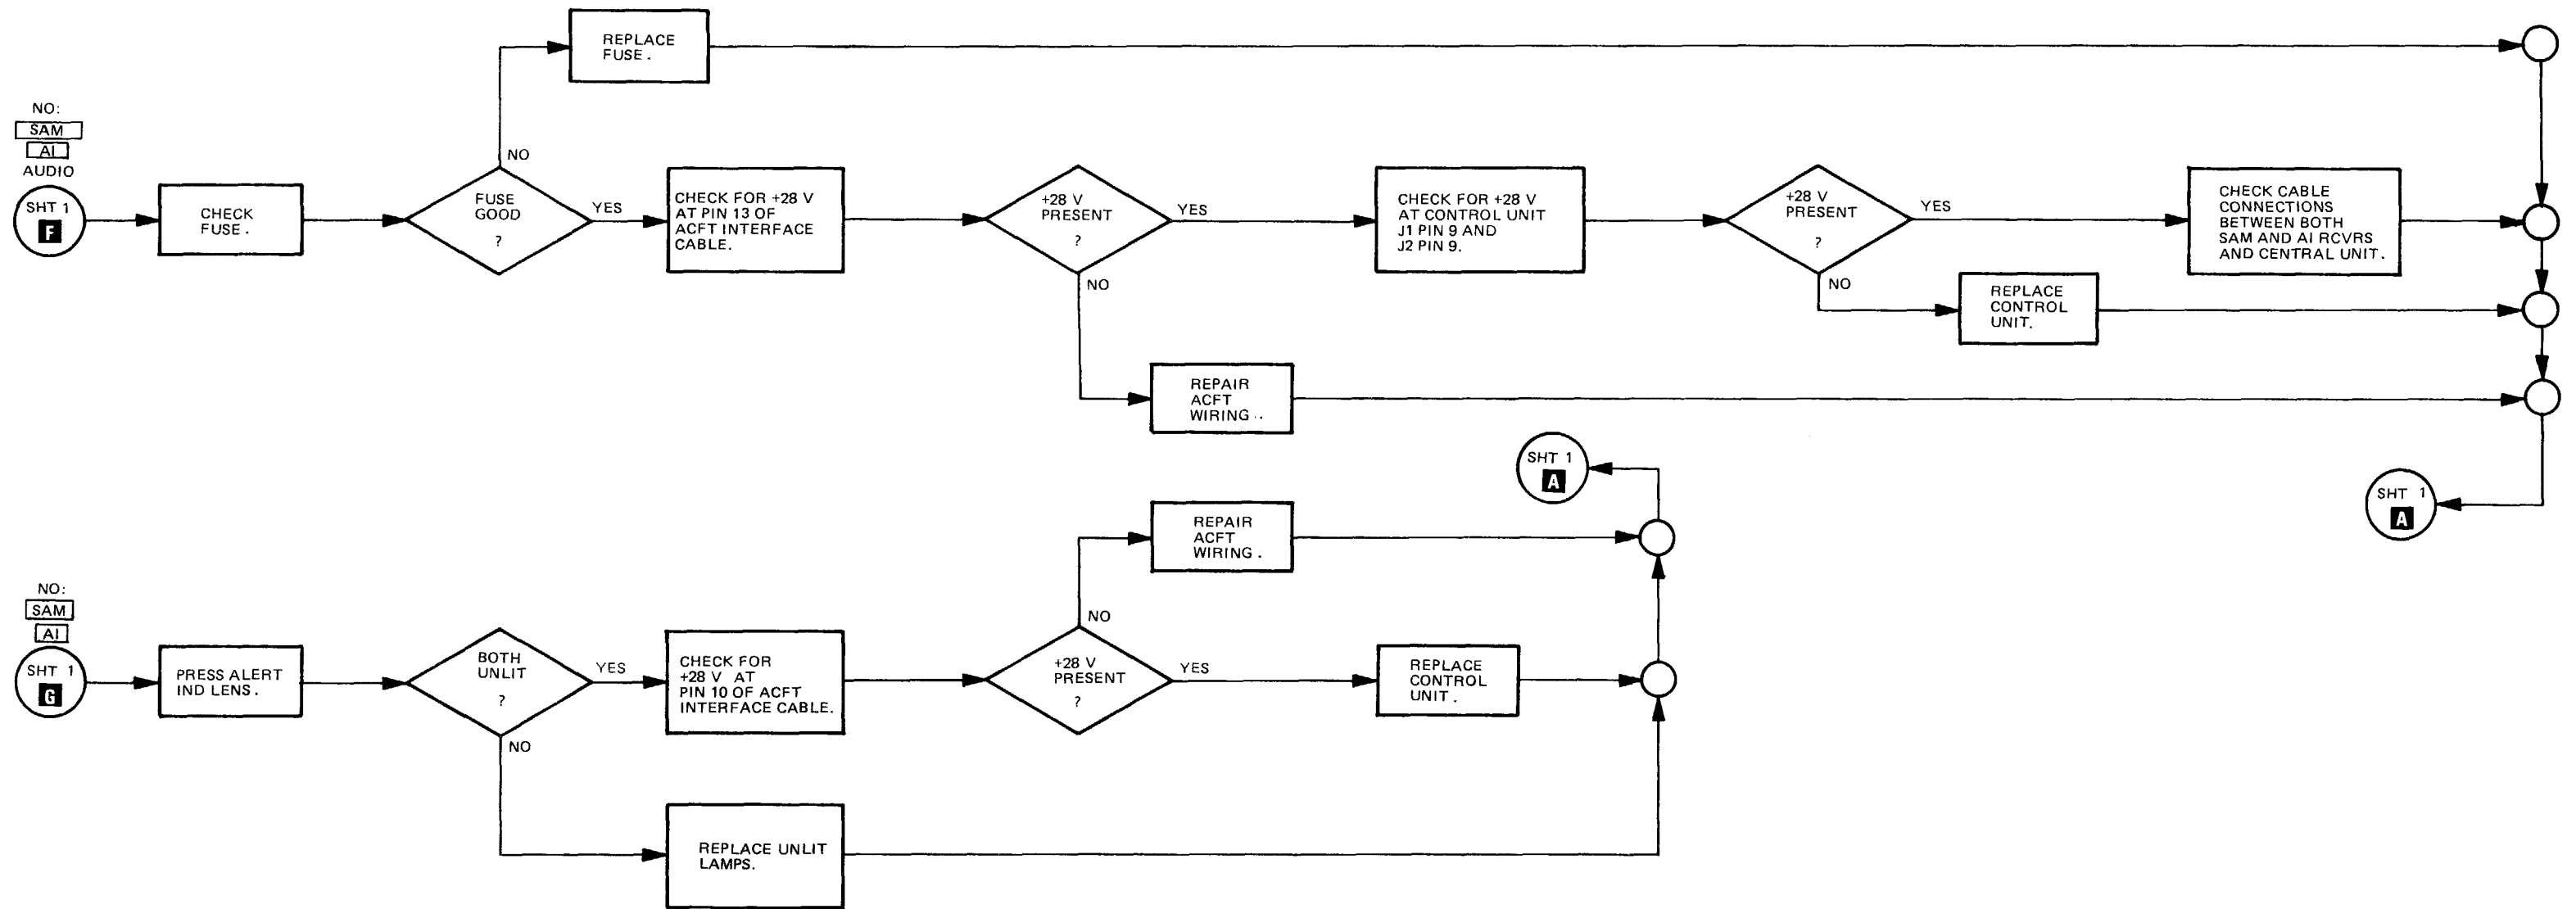 REPLACE
FUSE.
NO:
SAM
AI
AUDIO
SHT 1
F
CHECK
FUSE.
NO
FUSE
GOOD
?
YES
CHECK FOR +28 V
AT PIN 13 OF
ACFT INTERFACE
CABLE.
+28 V
PRESENT
?
YES
NO
CHECK FOR +28 V
AT CONTROL UNIT
J1 PIN 9 AND
J2 PIN 9.
+28 V
PRESENT
?
YES
NO
CHECK CABLE
CONNECTIONS
BETWEEN BOTH
SAM AND AI RCVRS
AND CENTRAL UNIT.
REPLACE
CONTROL
UNIT.
REPAIR
ACFT
WIRING..
SHT 1
A
SHT 1
A
NO:
SAM
AI
SHT 1
G
PRESS ALERT
IND LENS.
BOTH
UNLIT
?
YES
NO
CHECK FOR
+28 V AT
PIN 10 OF ACFT
INTERFACE CABLE.
REPAIR
ACFT
WIRING.
NO
+28 V
PRESENT
?
YES
REPLACE
CONTROL
UNIT.
REPLACE UNLIT
LAMPS.